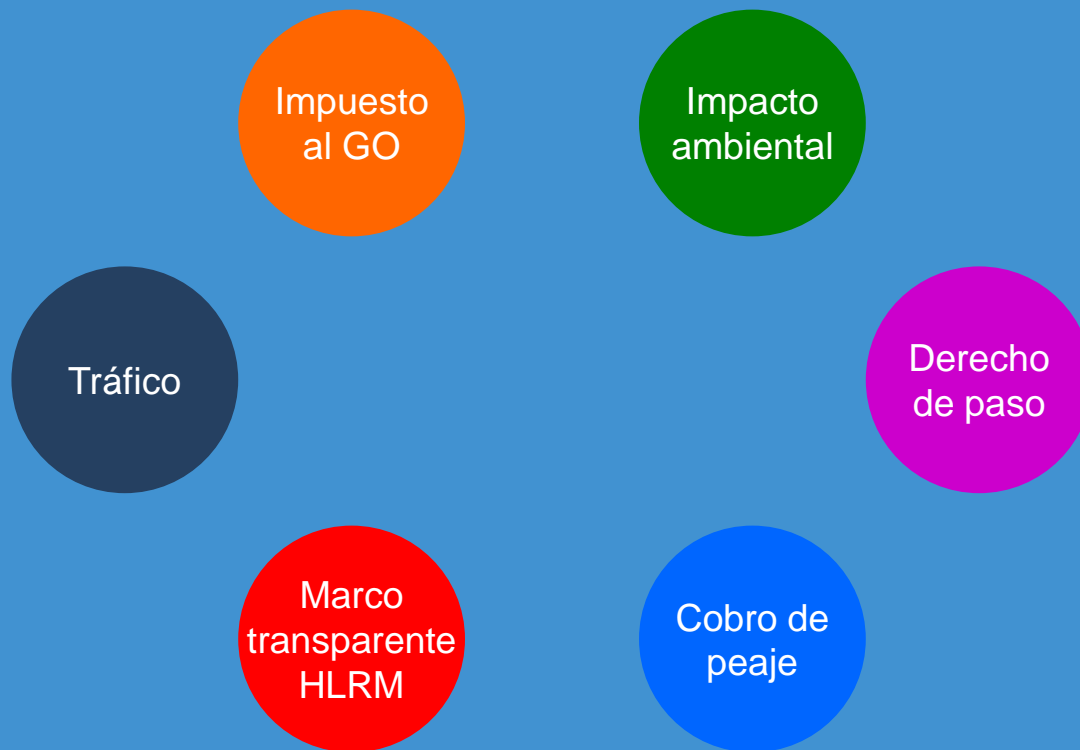 Impuesto
al GO
Impacto
ambiental
Tráfico
Derecho
de paso
Marco
transparente
HLRM
Cobro de
peaje